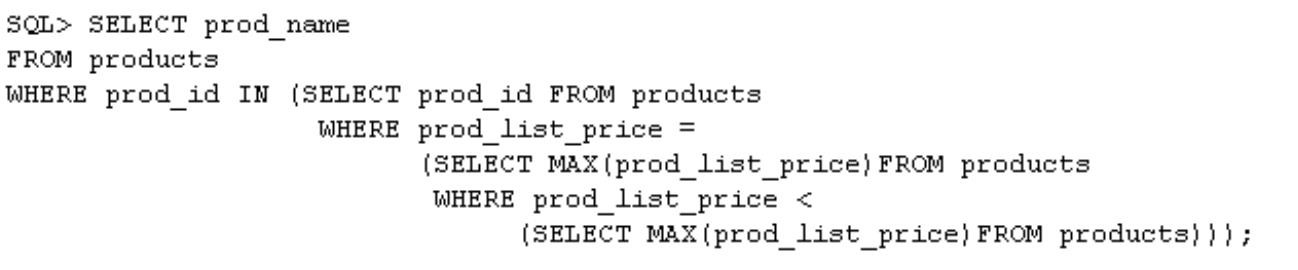 SQL> SELECT prod_name
FROM products
WHERE prod_id IN (SELECT prod_id FROM products
WHERE prod_list_price =
(SELECT MAX(prod_list_price)FROM products
WHERE prod_list_price <
(SELECT MAX(prod_list_price)FROM products)));